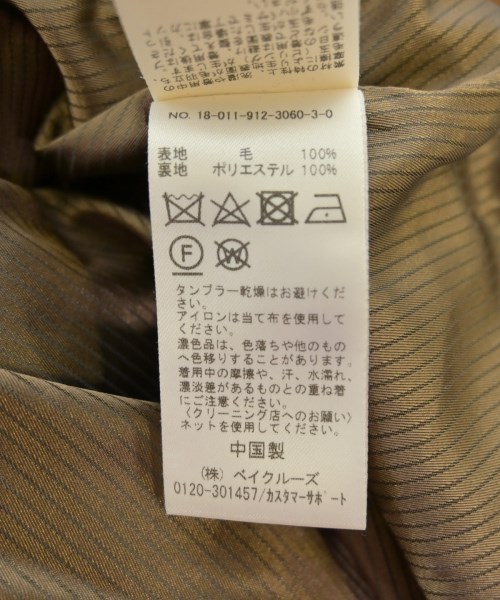 NO. 18-011-912-3060-3-0
表地 毛 100%
裏地 ポリエステル 100%
F W
タンブラー乾燥はお避けくだ
さい。
アイロンは当て布を使用して
ください。
濃色品は、色落ちや他のもの
へ色移りすることがあります。
着用中の摩擦や、汗、水濡れ、
濃淡差があるものとの重ね着
にご注意ください。
（クリーニング店へのお願い）
ネットを使用してください。
中国製
（株）ベイクルーズ
0120-301457/ｶｽﾀﾏｰｻﾎﾟｰﾄ